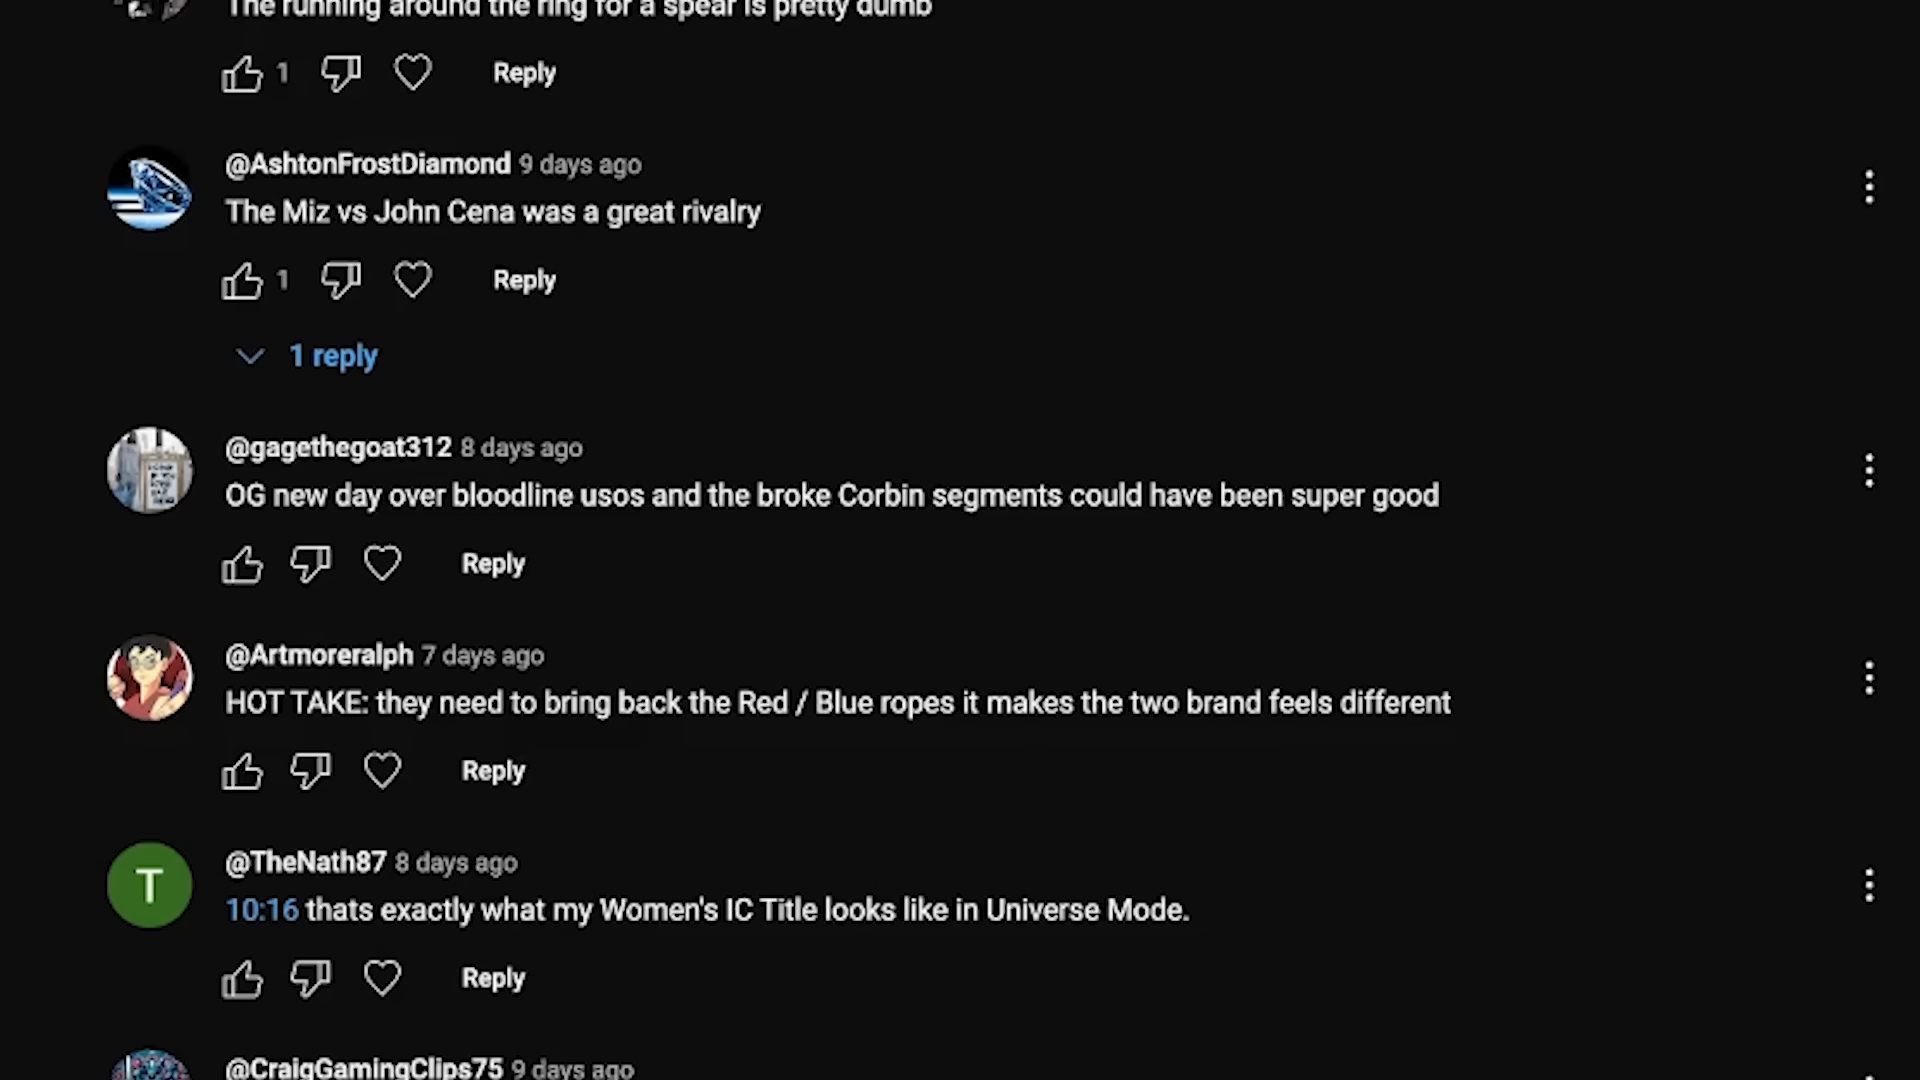 The running around the ring for a spear is pretty dumb
1 Reply
@AshtonFrostDiamond 9 days ago
The Miz vs John Cena was a great rivalry
1 Reply
1 reply
@gagethegoat312 8 days ago
OG new day over bloodline usos and the broke Corbin segments could have been super good
Reply
@Artmoreralph 7 days ago
HOT TAKE: they need to bring back the Red / Blue ropes it makes the two brand feels different
Reply
T
@TheNath87 8 days ago
10:16 thats exactly what my Women's IC Title looks like in Universe Mode.
Reply
@CraigGamingClips75 9 days ago